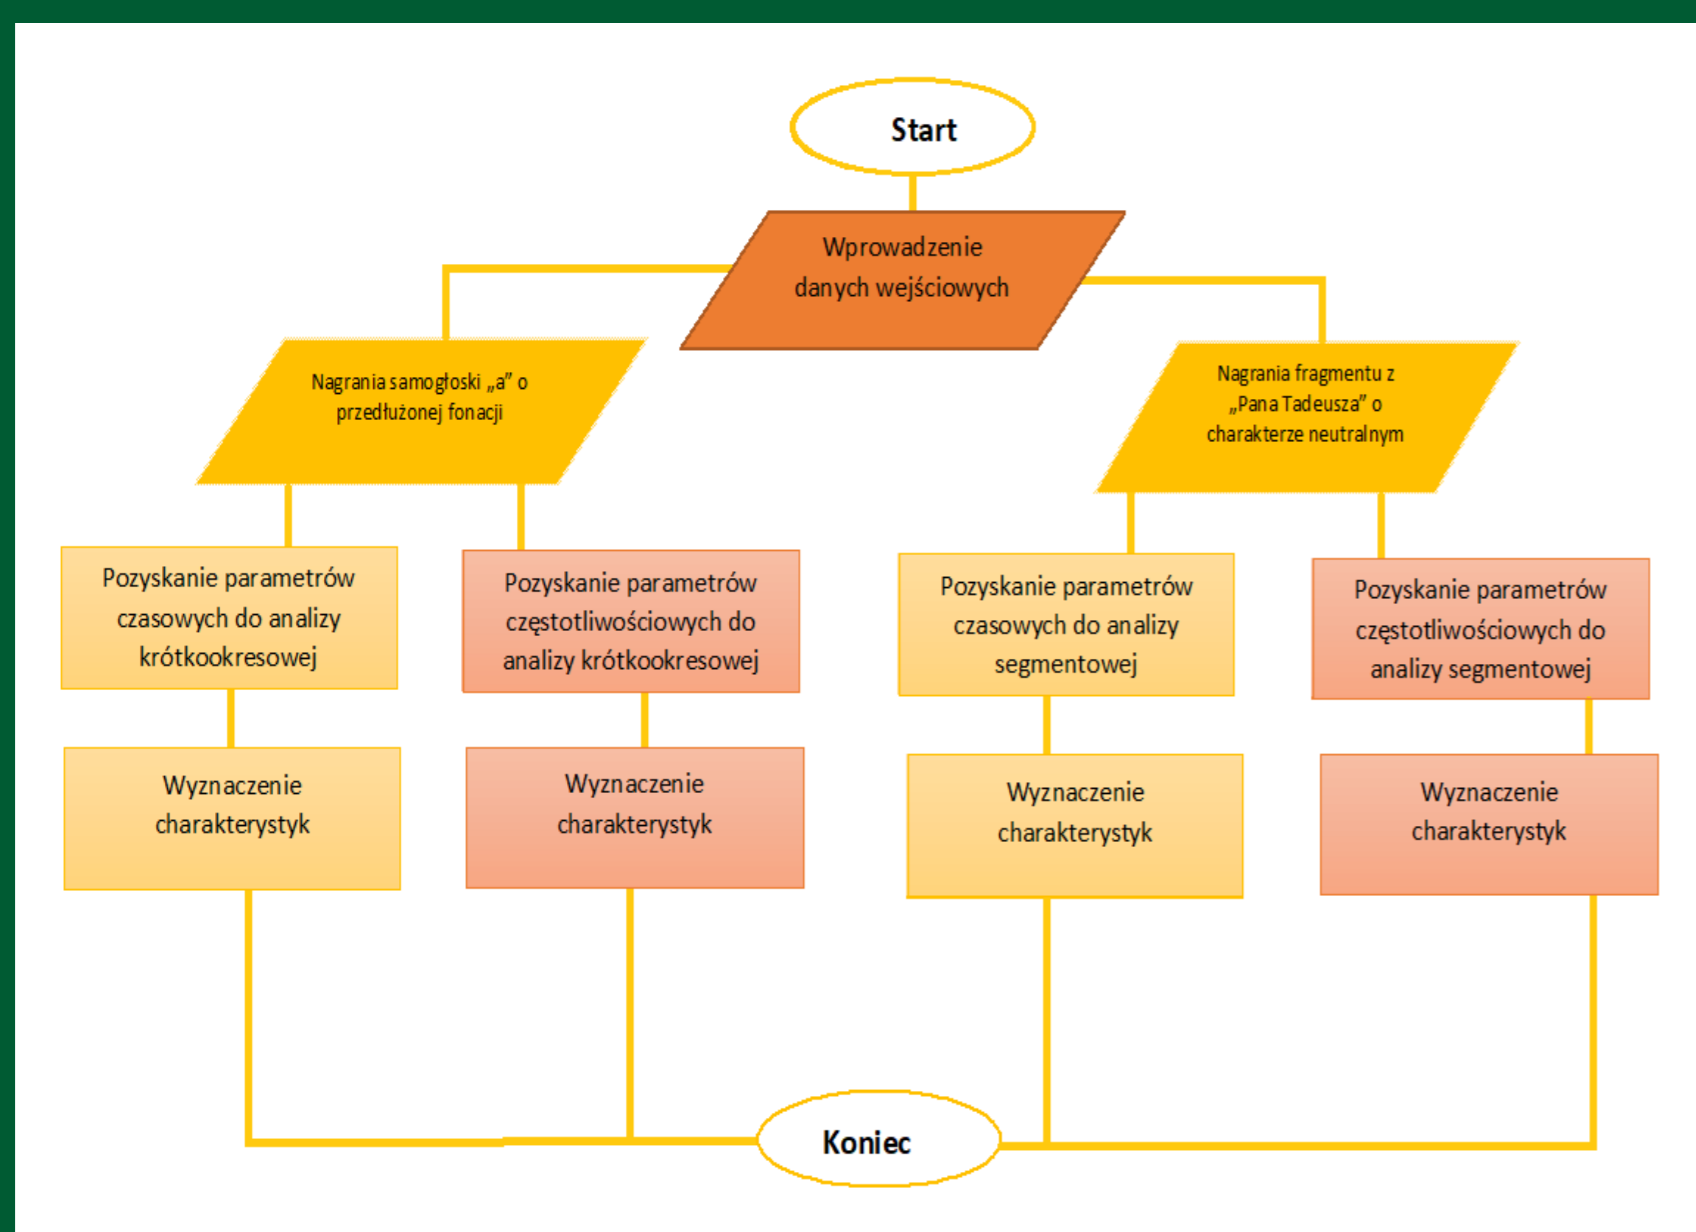 Start
Wprowadzenie
danych wejściowych
Nagrania samogłoski „a” o
przedłużonej fonacji
Nagrania fragmentu z
„Pana Tadeusza” o
charakterze neutralnym
Pozyskanie parametrów
czasowych do analizy
krótkookresowej
Pozyskanie parametrów
częstotliwościowych do
analizy krótkookresowej
Pozyskanie parametrów
czasowych do analizy
segmentowej
Pozyskanie parametrów
częstotliwościowych do
analizy segmentowej
Wyznaczenie
charakterystyk
Wyznaczenie
charakterystyk
Wyznaczenie
charakterystyk
Wyznaczenie
charakterystyk
Koniec